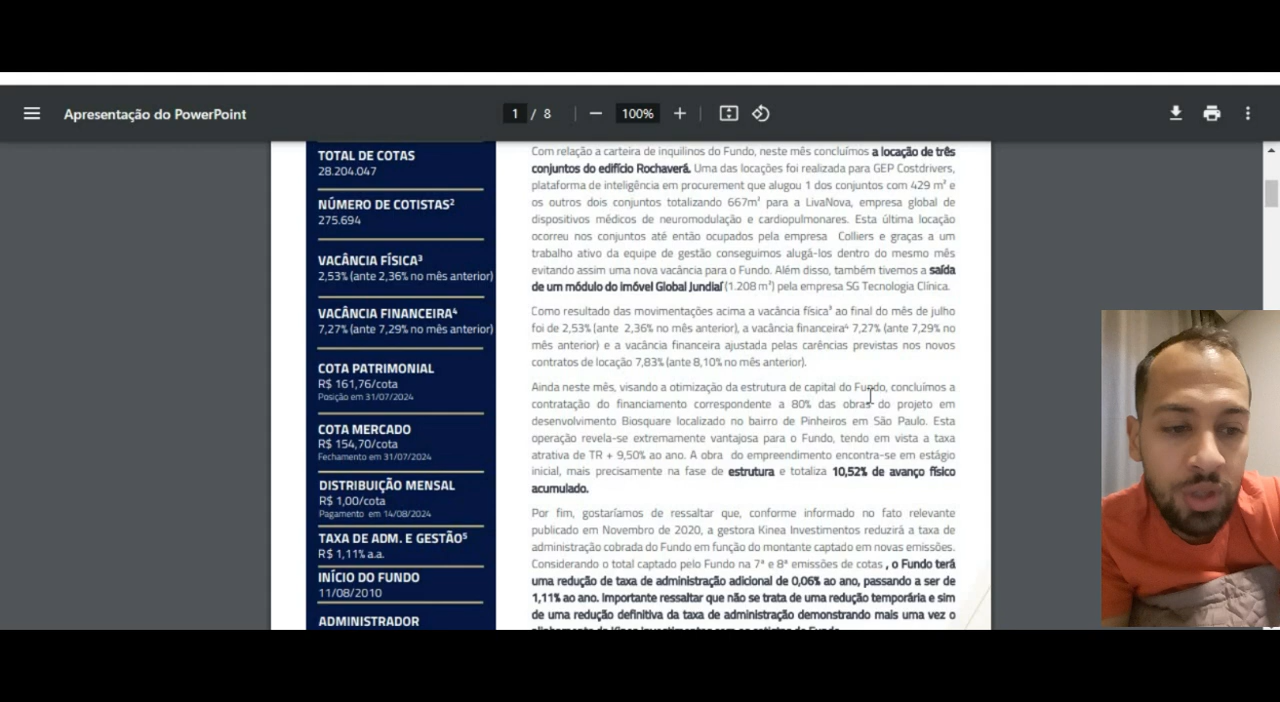 Apresentação do PowerPoint
1 / 8
100%
TOTAL DE COTAS
28.204.047
NÚMERO DE COTISTAS²
275.694
VACÂNCIA FÍSICA³
2,53% (ante 2,36% no mês anterior)
VACÂNCIA FINANCEIRA⁴
7,27% (ante 7,29% no mês anterior)
COTA PATRIMONIAL
R$ 161,76/cota
Posição em 31/07/2024
COTA MERCADO
R$ 154,70/cota
Fechamento em 31/07/2024
DISTRIBUIÇÃO MENSAL
R$ 1,00/cota
Pagamento em 14/08/2024
TAXA DE ADM. E GESTÃO⁵
R$ 1,11% a.a.
INÍCIO DO FUNDO
11/08/2010
ADMINISTRADOR
Com relação a carteira de inquilinos do Fundo, neste mês concluímos a locação de três
conjuntos do edifício Rochaverá. Uma das locações foi realizada para GEP Costdrivers,
plataforma de inteligência em procurement que alugou 1 dos conjuntos com 429 m² e
os outros dois conjuntos totalizando 667m² para a LivaNova, empresa global de
dispositivos médicos de neuromodulação e cardiopulmonares. Esta última locação
ocorreu nos conjuntos até então ocupados pela empresa Colliers e graças a um
trabalho ativo da equipe de gestão conseguimos alugá-los dentro do mesmo mês
evitando assim uma nova vacância para o Fundo. Além disso, também tivemos a saída
de um módulo do imóvel Global Jundiaí (1.208 m²) pela empresa SG Tecnologia Clínica.
Como resultado das movimentações acima a vacância física³ ao final do mês de julho
foi de 2,53% (ante 2,36% no mês anterior), a vacância financeira⁴ 7,27% (ante 7,29% no
mês anterior) e a vacância financeira ajustada pelas carências previstas nos novos
contratos de locação 7,83% (ante 8,10% no mês anterior).
Ainda neste mês, visando a otimização da estrutura de capital do Fundo, concluímos a
contratação do financiamento correspondente a 80% das obras do projeto em
desenvolvimento Biosquare localizado no bairro de Pinheiros em São Paulo. Esta
operação revela-se extremamente vantajosa para o Fundo, tendo em vista a taxa
atrativa de TR + 9,50% ao ano. A obra do empreendimento encontra-se em estágio
inicial, mais precisamente na fase de estrutura e totaliza 10,52% de avanço físico
acumulado.
Por fim, gostaríamos de ressaltar que, conforme informado no fato relevante
publicado em Novembro de 2020, a gestora Kinea Investimentos reduzirá a taxa de
administração cobrada do Fundo em função do montante captado em novas emissões.
Considerando o total captado pelo Fundo na 7ª e 8ª emissões de cotas , o Fundo terá
uma redução de taxa de administração adicional de 0,06% ao ano, passando a ser de
1,11% ao ano. Importante ressaltar que não se trata de uma redução temporária e sim
de uma redução definitiva da taxa de administração demonstrando mais uma vez o